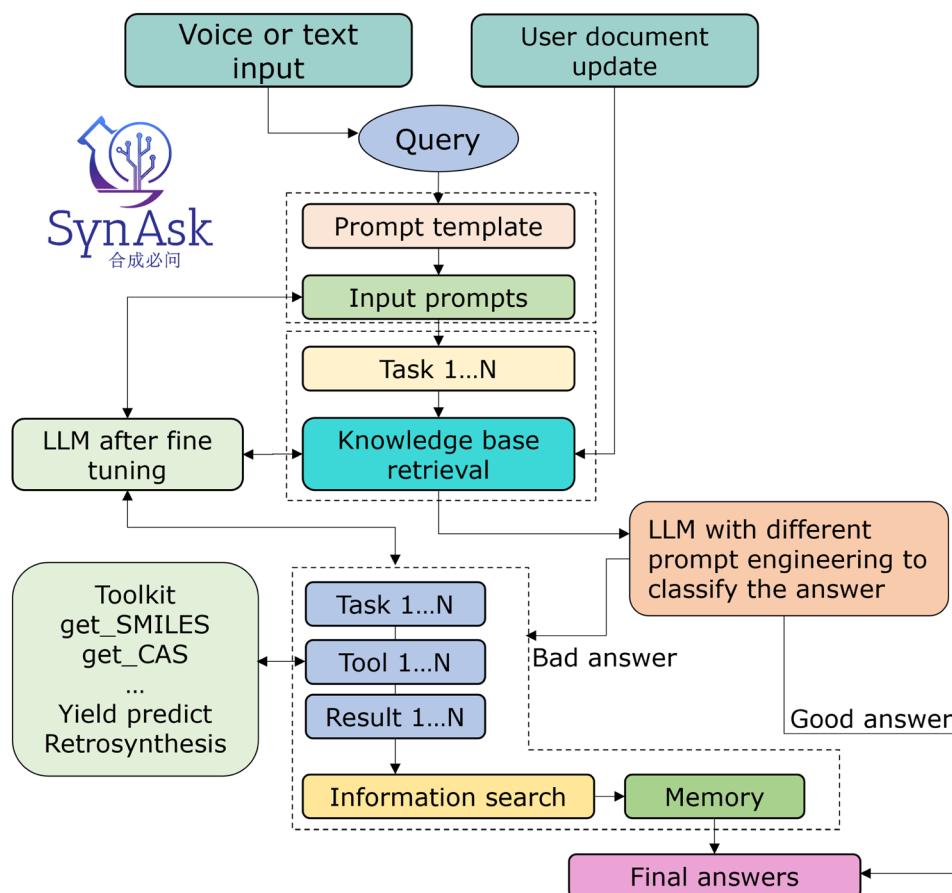 Voice or text
input
User document
update
Query
SynAsk
合成必问
Prompt template
Input prompts
Task 1...N
LLM after fine
tuning
Knowledge base
retrieval
LLM with different
prompt engineering to
classify the answer
Toolkit
get_SMILES
get_CAS
...
Yield predict
Retrosynthesis
Task 1...N
Tool 1...N
Result 1...N
Bad answer
Good answer
Information search
Memory
Final answers